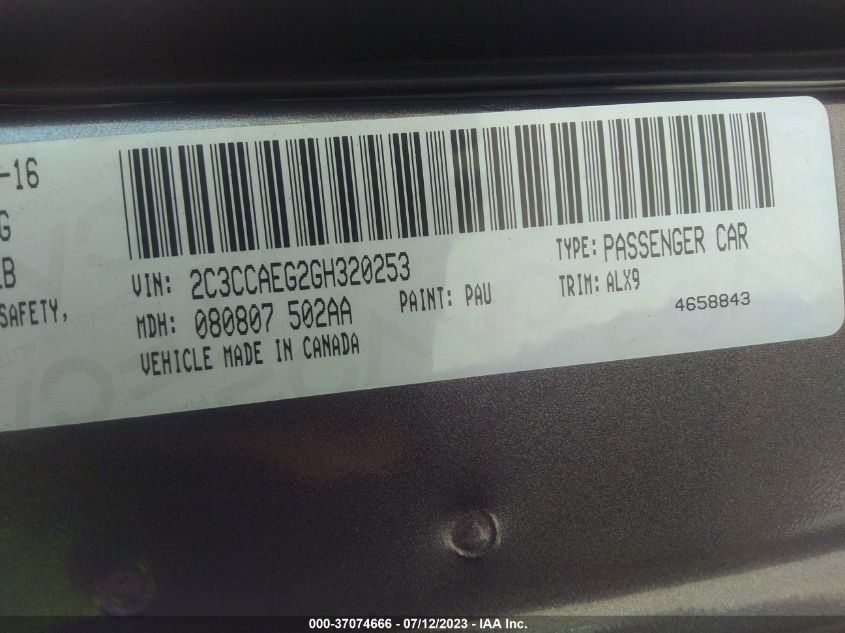 -16
G
LB
SAFETY,
VIN: 2C3CCAEG2GH320253
TYPE: PASSENGER CAR
MDH: 080807 502AA
PAINT: PAU
TRIM: ALX9
4658843
VEHICLE MADE IN CANADA
000-37074666 - 07/12/2023 - IAA Inc.